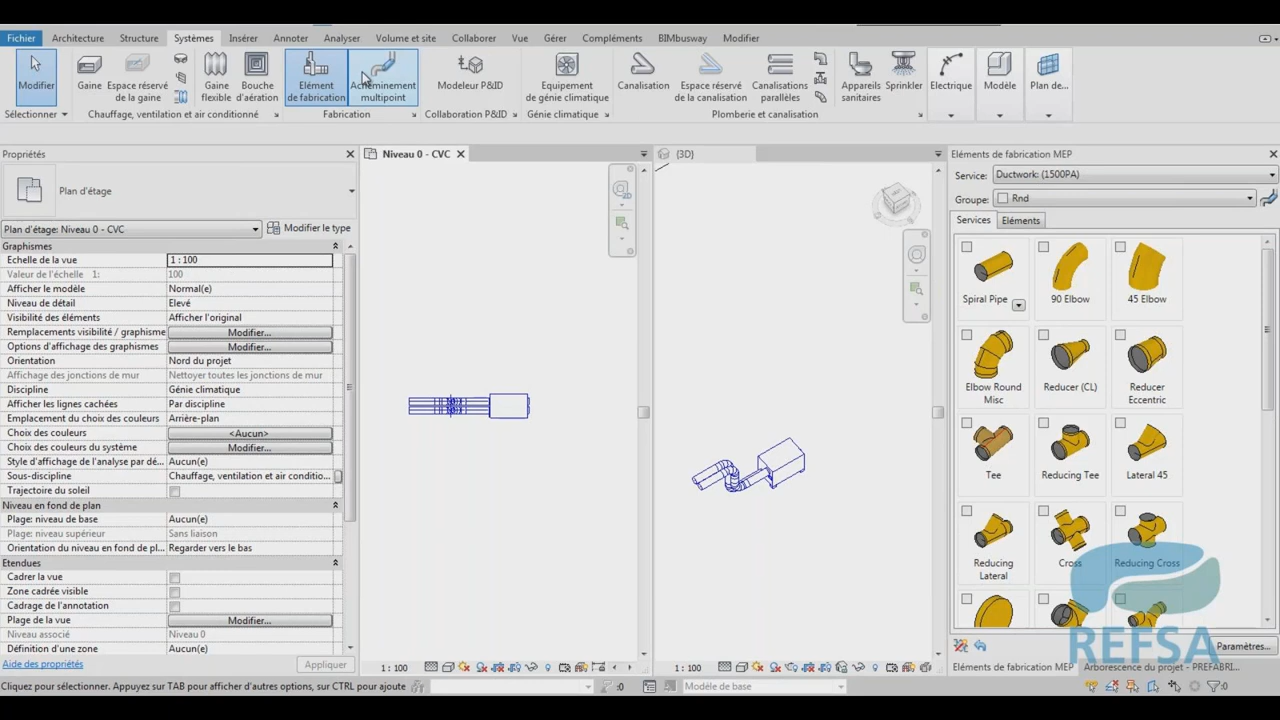 Fichier Architecture Structure Systèmes Insérer Annoter Analyser Volume et site Collaborer Vue Gérer Compléments BIMbusway Modifier
Modifier
Gaine
Espace réservé
de la gaine
Gaine
flexible
Bouche
d'aération
Elément
de fabrication
Acheminement
multipoint
Modeleur P&ID
Equipement
de génie climatique
Canalisation
Espace réservé
de la canalisation
Canalisations
parallèles
Appareils
sanitaires
Sprinkler
Electrique
Modèle
Plan de...
Sélectionner Chauffage, ventilation et air conditionné Fabrication Collaboration P&ID Génie climatique Plomberie et canalisation
Propriétés
Plan d'étage
Plan d'étage: Niveau 0 - CVC Modifier le type
Graphismes
Echelle de la vue 1 : 100
Valeur de l'échelle 1: 100
Afficher le modèle Normal(e)
Niveau de détail Elevé
Visibilité des éléments Afficher l'original
Remplacements visibilité / graphisme Modifier...
Options d'affichage des graphismes Modifier...
Orientation Nord du projet
Affichage des jonctions de mur Nettoyer toutes les jonctions de mur
Discipline Génie climatique
Afficher les lignes cachées Par discipline
Emplacement du choix des couleurs Arrière-plan
Choix des couleurs <Aucun>
Choix des couleurs du système Modifier...
Style d'affichage de l'analyse par dé... Aucun(e)
Sous-discipline Chauffage, ventilation et air conditio...
Trajectoire du soleil
Niveau en fond de plan
Plage: niveau de base Aucun(e)
Plage: niveau supérieur Sans liaison
Orientation du niveau en fond de pl... Regarder vers le bas
Etendues
Cadrer la vue
Zone cadrée visible
Cadrage de l'annotation
Plage de la vue Modifier...
Niveau associé Niveau 0
Définition d'une zone Aucun(e)
Aide des propriétés Appliquer
Niveau 0 - CVC
{3D}
1 : 100
1 : 100
Eléments de fabrication MEP
Service: Ductwork: (1500PA)
Groupe: Rnd
Services Eléments
Spiral Pipe
90 Elbow
45 Elbow
Elbow Round
Misc
Reducer (CL)
Reducer
Eccentric
Tee
Reducing Tee
Lateral 45
Reducing
Lateral
Cross
Reducing Cross
REFSA
Paramètres...
Eléments de fabrication MEP Arborescence du projet - PREFABRI...
Cliquez pour sélectionner. Appuyez sur TAB pour afficher d'autres options, sur CTRL pour ajoute :0 Modèle de base :0